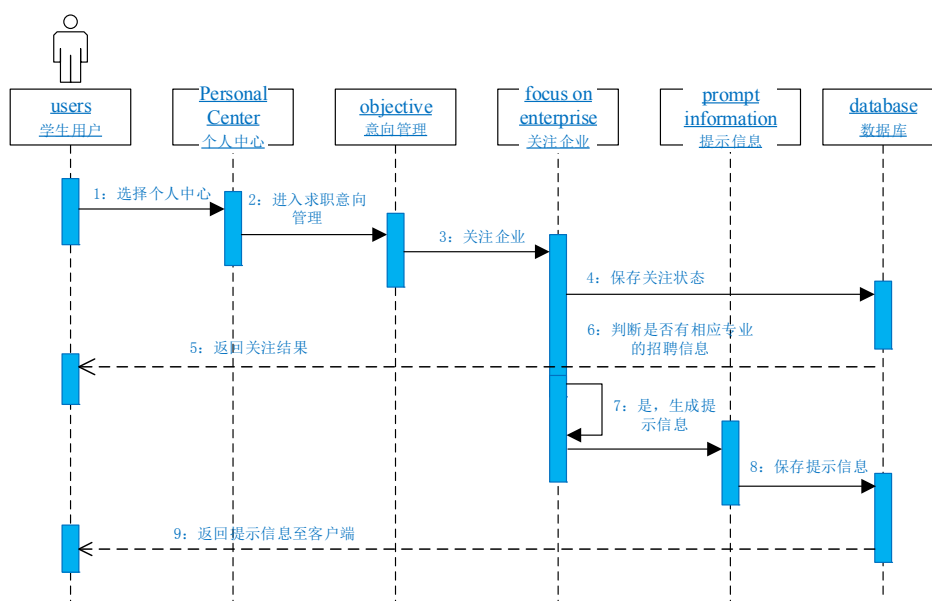 users
学生用户
Personal
Center
个人中心
objective
意向管理
focus on
enterprise
关注企业
prompt
information
提示信息
database
数据库
1：选择个人中心
2：进入求职意向
管理
3：关注企业
4：保存关注状态
5：返回关注结果
6：判断是否有相应专业
的招聘信息
7：是，生成提
示信息
8：保存提示信息
9：返回提示信息至客户端